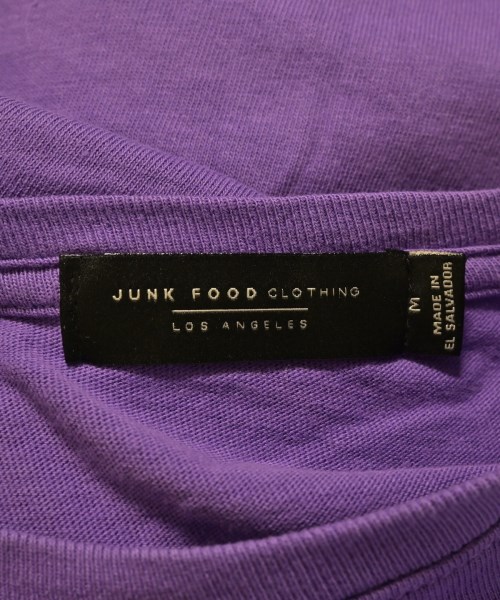 JUNK FOOD CLOTHING
LOS ANGELES
M
MADE IN
EL SALVADOR